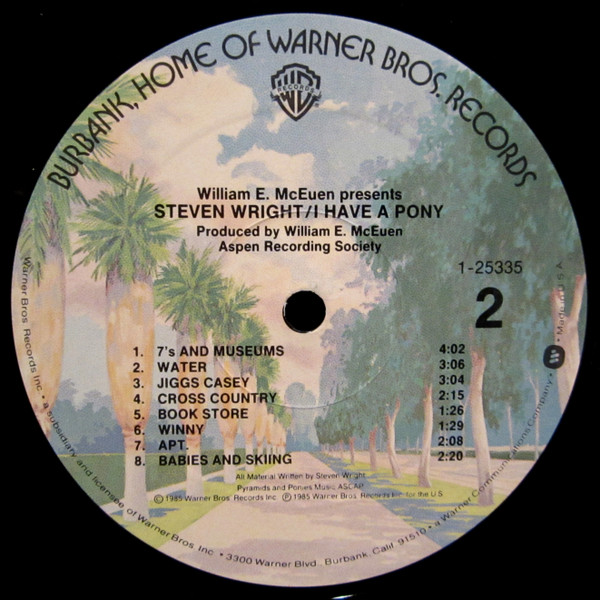 BURBANK, HOME OF WARNER BROS. RECORDS
WB
RECORDS
William E. McEuen presents
STEVEN WRIGHT/I HAVE A PONY
Produced by William E. McEuen
Aspen Recording Society
1-25335
2
1. 7's AND MUSEUMS 4:02
2. WATER 3:06
3. JIGGS CASEY 3:04
4. CROSS COUNTRY 2:15
5. BOOK STORE 1:26
6. WINNY 1:29
7. APT. 2:08
8. BABIES AND SKIING 2:20
All Material Written by Steven Wright
Pyramids and Ponies Music ASCAP
© 1985 Warner Bros. Records Inc. ℗ 1985 Warner Bros. Records Inc. for the U.S.
Warner Bros. Records Inc. • a subsidiary and licensee of Warner Bros. Inc. • 3300 Warner Blvd., Burbank, Calif. 91510 • a Warner Communications Company • Made in U.S.A.